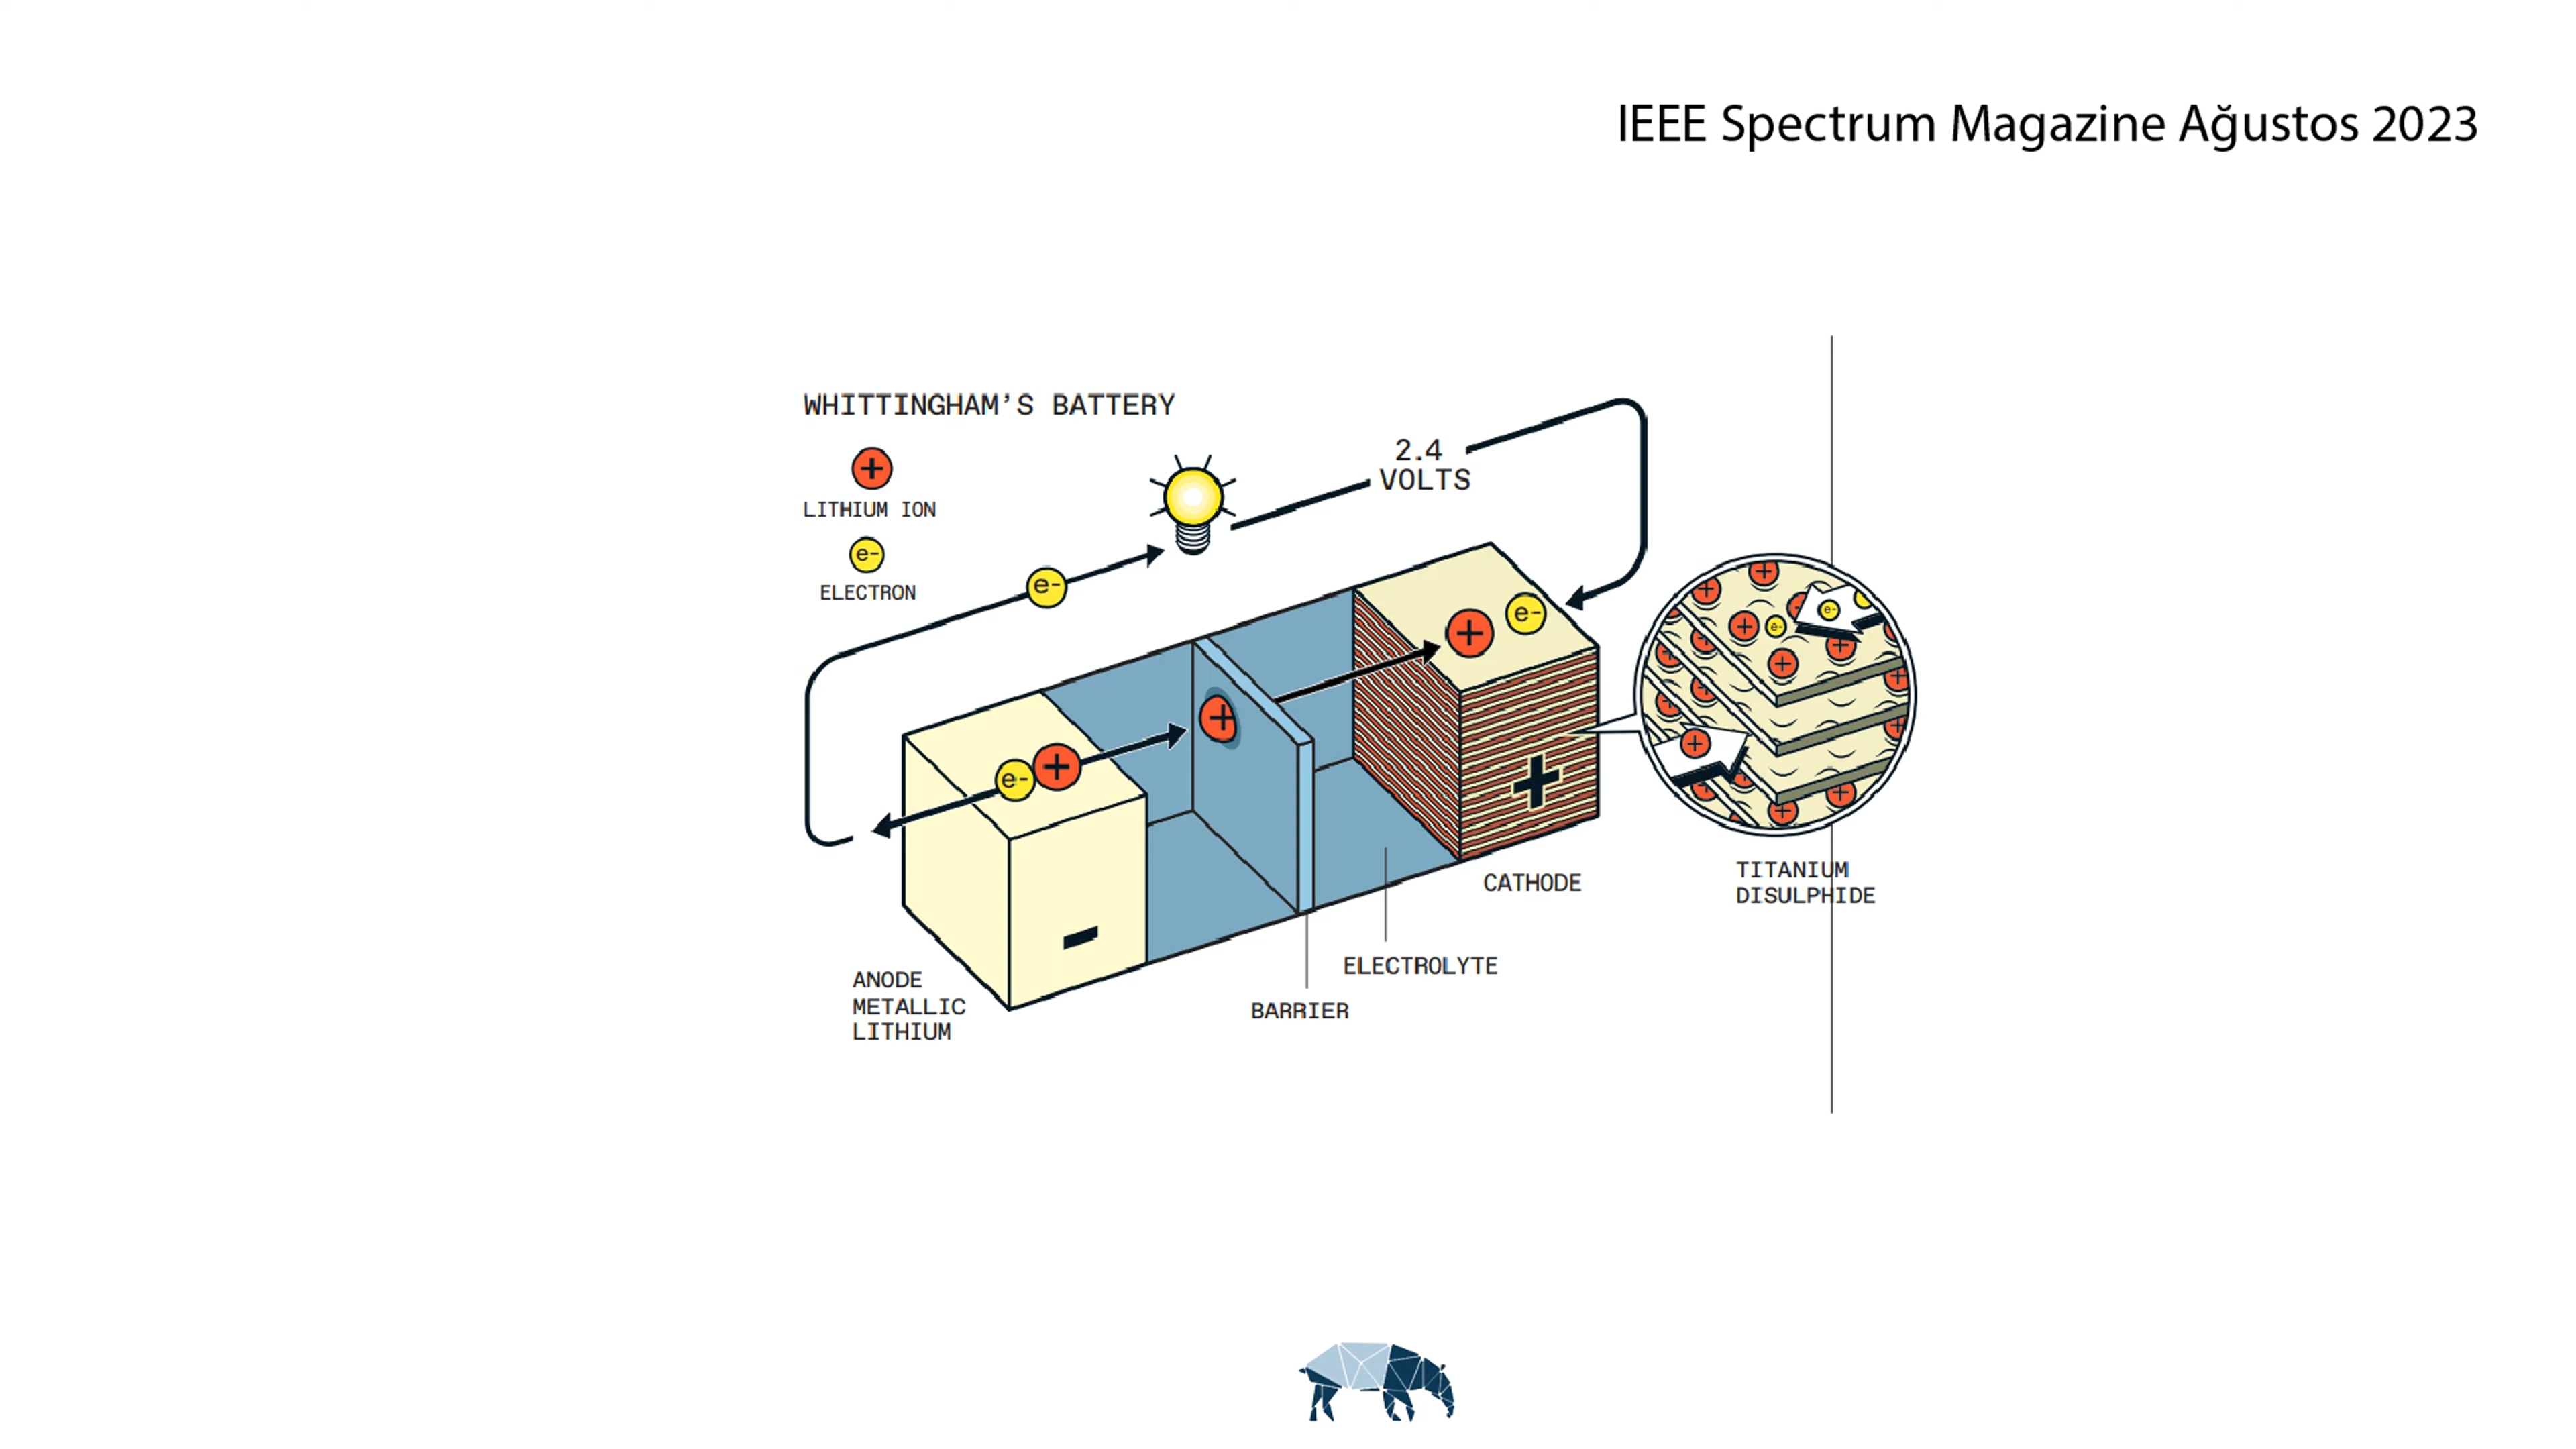 IEEE Spectrum Magazine Ağustos 2023
WHITTINGHAM'S BATTERY
+
LITHIUM ION
e-
ELECTRON
2.4
VOLTS
e-
+
e-
+
e-
+
+
-
CATHODE
TITANIUM
DISULPHIDE
ELECTROLYTE
BARRIER
ANODE
METALLIC
LITHIUM